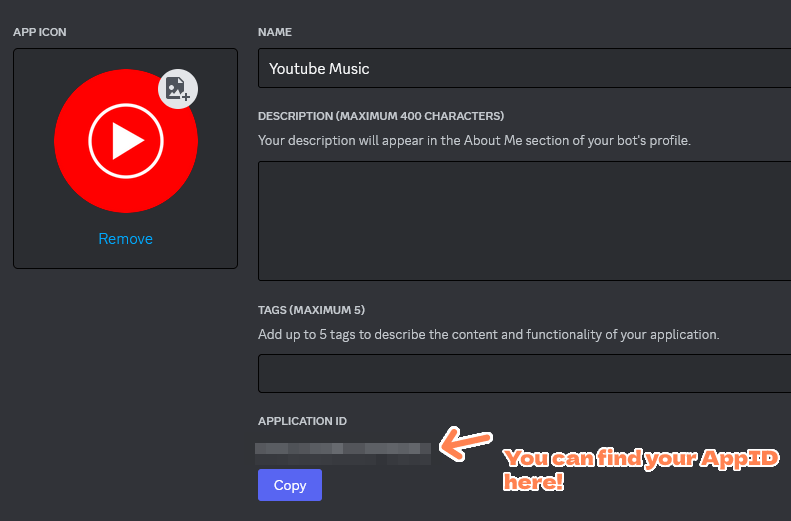 APP ICON
Remove
NAME
Youtube Music
DESCRIPTION (MAXIMUM 400 CHARACTERS)
Your description will appear in the About Me section of your bot's profile.
TAGS (MAXIMUM 5)
Add up to 5 tags to describe the content and functionality of your application.
APPLICATION ID
You can find your AppID
here!
Copy